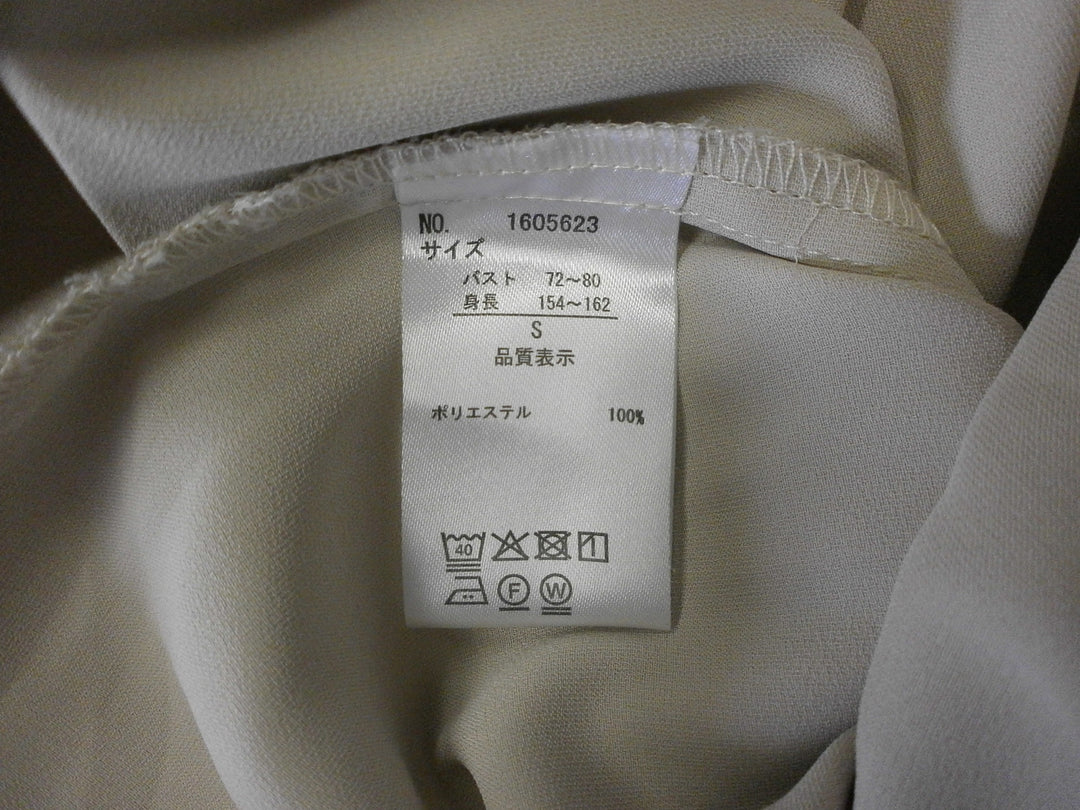 NO. 1605623
サイズ
バスト 72～80
身長 154～162
S
品質表示
ポリエステル 100%
40
F W